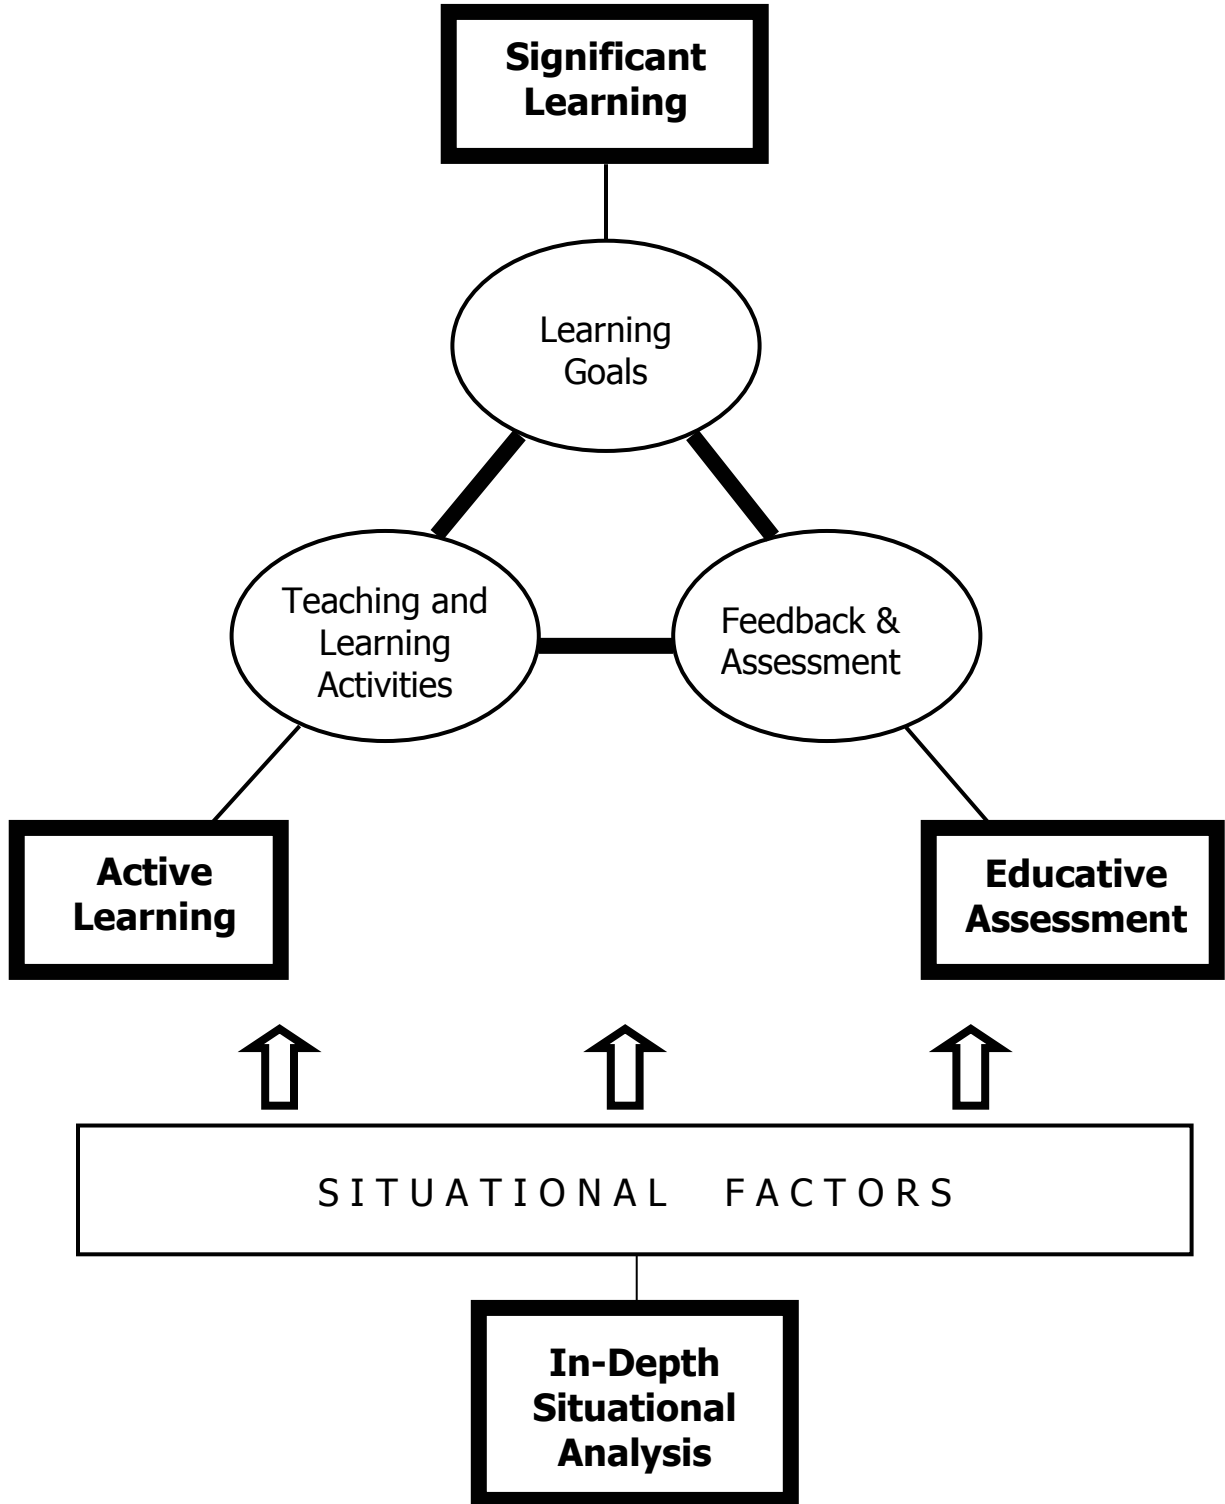 Significant
Learning
Learning
Goals
Teaching and
Learning
Activities
Feedback &
Assessment
Active
Learning
Educative
Assessment
SITUATIONAL FACTORS
In-Depth
Situational
Analysis